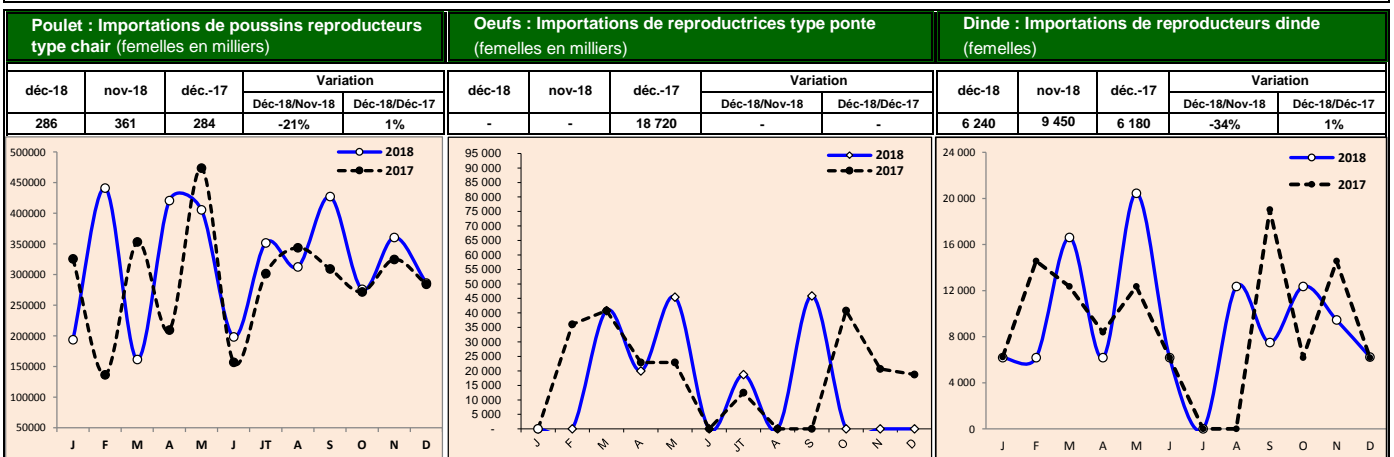 Poulet : Importations de poussins reproducteurs
type chair (femelles en milliers)
déc-18 nov-18 déc.-17 Variation
Déc-18/Nov-18 Déc-18/Déc-17
286 361 284 -21% 1%
500000
450000
400000
350000
300000
250000
200000
150000
100000
50000
2018
2017
J F M A M J JT A S O N D
Oeufs : Importations de reproductrices type ponte
(femelles en milliers)
déc-18 nov-18 déc.-17 Variation
Déc-18/Nov-18 Déc-18/Déc-17
- - 18 720 - -
95 000
90 000
85 000
80 000
75 000
70 000
65 000
60 000
55 000
50 000
45 000
40 000
35 000
30 000
25 000
20 000
15 000
10 000
5 000
-
2018
2017
J F M A M J JT A S O N D
Dinde : Importations de reproducteurs dinde
(femelles)
déc-18 nov-18 déc.-17 Variation
Déc-18/Nov-18 Déc-18/Déc-17
6 240 9 450 6 180 -34% 1%
24 000
20 000
16 000
12 000
8 000
4 000
0
2018
2017
J F M A M J J A S O N D